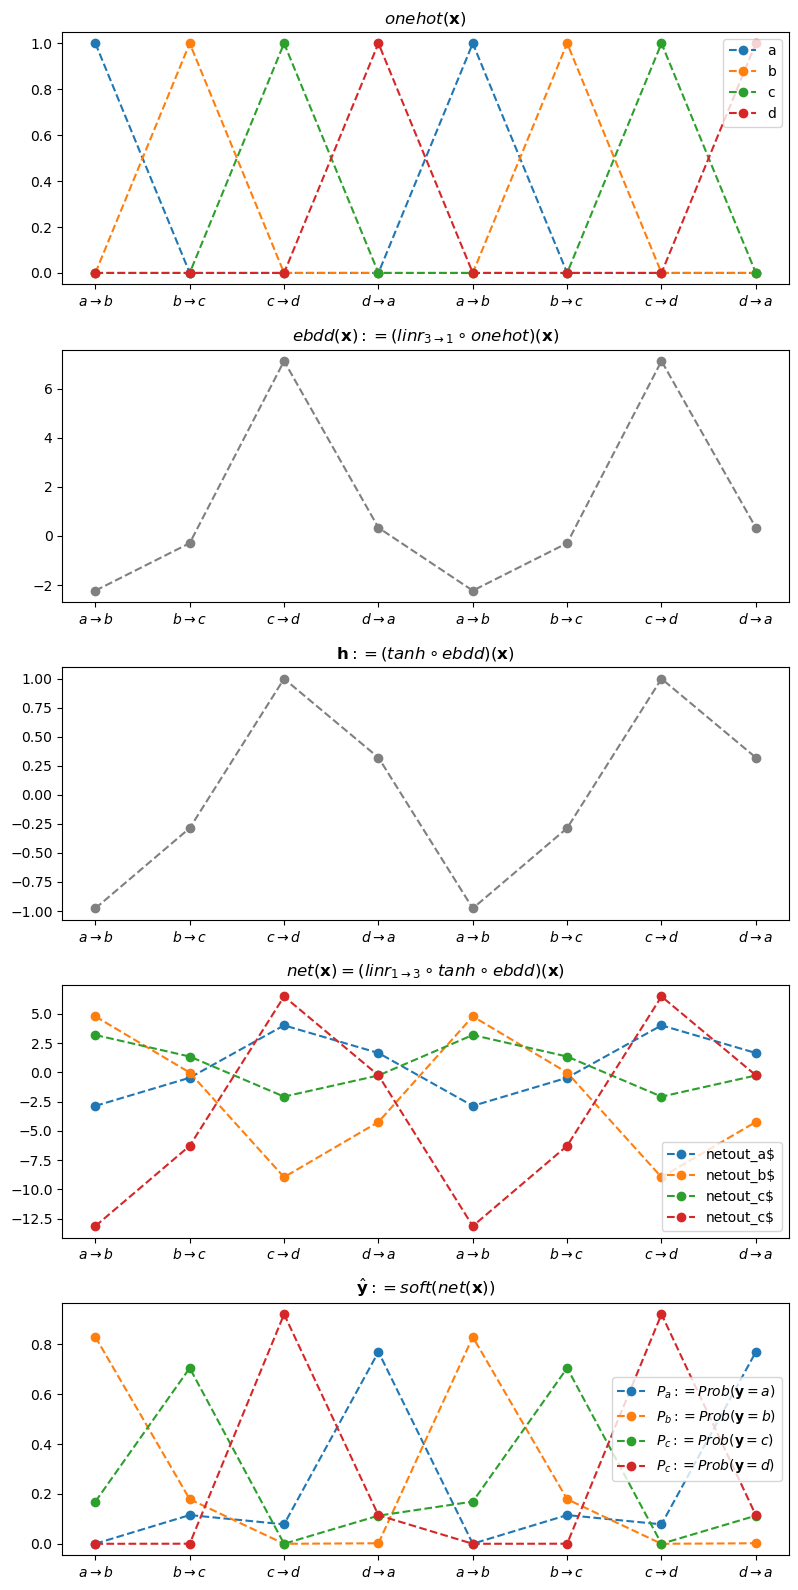 onehot(𝐱)
1.0
0.8
0.6
0.4
0.2
0.0
a
b
c
d
a→b b→c c→d d→a a→b b→c c→d d→a
ebdd(𝐱) := (linr₃→₁ ∘ onehot)(𝐱)
6
4
2
0
−2
a→b b→c c→d d→a a→b b→c c→d d→a
𝐡 := (tanh ∘ ebdd)(𝐱)
1.00
0.75
0.50
0.25
0.00
−0.25
−0.50
−0.75
−1.00
a→b b→c c→d d→a a→b b→c c→d d→a
net(𝐱) = (linr₁→₃ ∘ tanh ∘ ebdd)(𝐱)
5.0
2.5
0.0
−2.5
−5.0
−7.5
−10.0
−12.5
netout_a$
netout_b$
netout_c$
netout_c$
a→b b→c c→d d→a a→b b→c c→d d→a
𝐲̂ := soft(net(𝐱))
0.8
0.6
0.4
0.2
0.0
Pₐ := Prob(𝐲 = a)
P_b := Prob(𝐲 = b)
P_c := Prob(𝐲 = c)
P_c := Prob(𝐲 = d)
a→b b→c c→d d→a a→b b→c c→d d→a